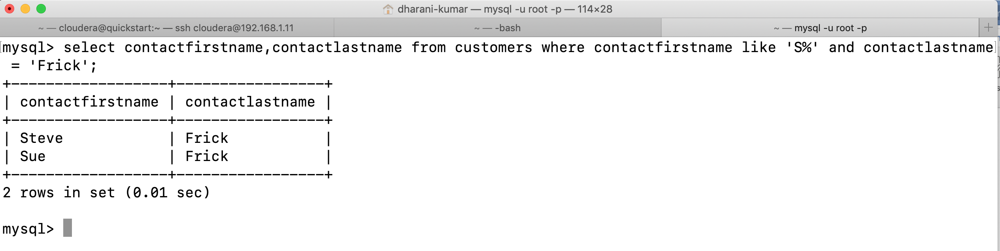 dharani-kumar — mysql -u root -p — 114×28
~ — cloudera@quickstart:~ — ssh cloudera@192.168.1.11
~ — -bash
~ — mysql -u root -p
mysql> select contactfirstname,contactlastname from customers where contactfirstname like 'S%' and contactlastname
= 'Frick';
+------------------+-----------------+
| contactfirstname | contactlastname |
+------------------+-----------------+
| Steve            | Frick           |
| Sue              | Frick           |
+------------------+-----------------+
2 rows in set (0.01 sec)
mysql>